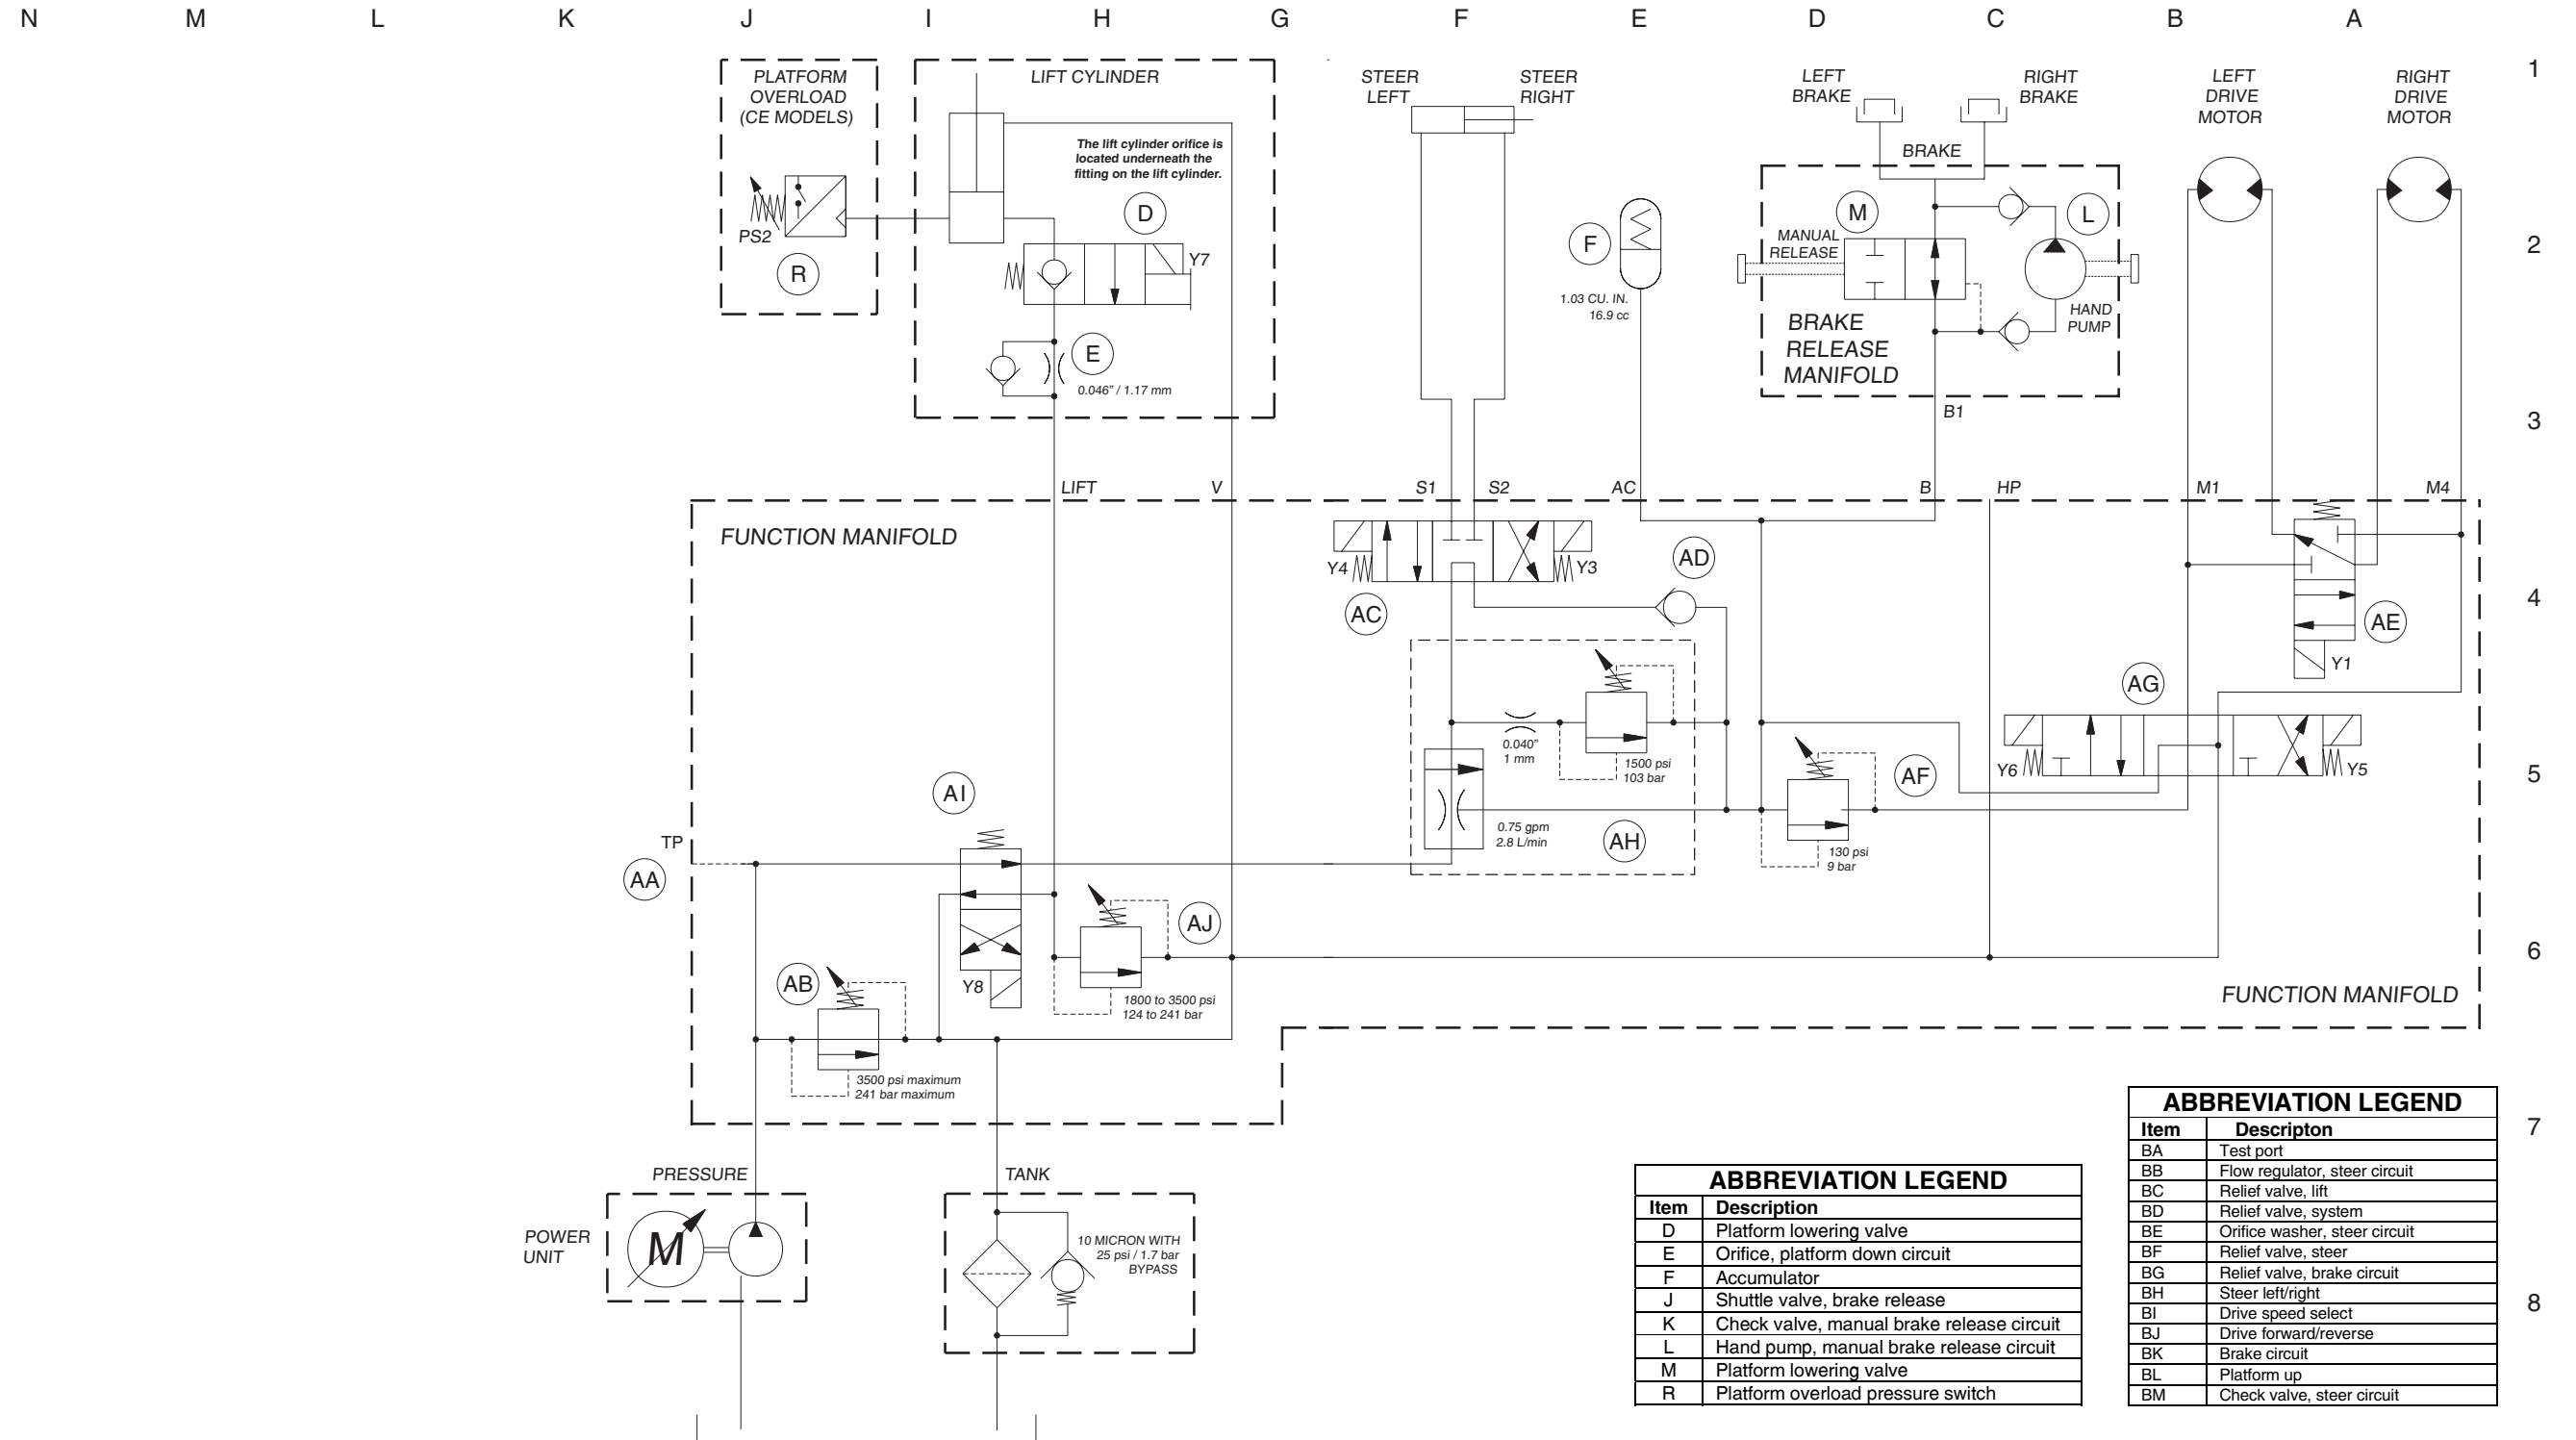 N M L K J I H G F E D C B A
1
2
3
4
5
6
7
8
PLATFORM
OVERLOAD
(CE MODELS)
PS2
R
LIFT CYLINDER
The lift cylinder orifice is
located underneath the
fitting on the lift cylinder.
D
Y7
E
0.046" / 1.17 mm
STEER
LEFT
STEER
RIGHT
F
1.03 CU. IN.
16.9 cc
LEFT
BRAKE
RIGHT
BRAKE
BRAKE
M
L
MANUAL
RELEASE
HAND
PUMP
BRAKE
RELEASE
MANIFOLD
B1
LEFT
DRIVE
MOTOR
RIGHT
DRIVE
MOTOR
LIFT
V
S1
S2
AC
B
HP
M1
M4
FUNCTION MANIFOLD
Y4
Y3
AC
AD
AE
Y1
AG
Y6
Y5
0.040"
1 mm
1500 psi
103 bar
AF
AH
0.75 gpm
2.8 L/min
130 psi
9 bar
AI
TP
AA
AJ
Y8
1800 to 3500 psi
124 to 241 bar
AB
3500 psi maximum
241 bar maximum
FUNCTION MANIFOLD
PRESSURE
TANK
POWER
UNIT
M
10 MICRON WITH
25 psi / 1.7 bar
BYPASS
ABBREVIATION LEGEND
Item Description
D Platform lowering valve
E Orifice, platform down circuit
F Accumulator
J Shuttle valve, brake release
K Check valve, manual brake release circuit
L Hand pump, manual brake release circuit
M Platform lowering valve
R Platform overload pressure switch
ABBREVIATION LEGEND
Item Descripton
BA Test port
BB Flow regulator, steer circuit
BC Relief valve, lift
BD Relief valve, system
BE Orifice washer, steer circuit
BF Relief valve, steer
BG Relief valve, brake circuit
BH Steer left/right
BI Drive speed select
BJ Drive forward/reverse
BK Brake circuit
BL Platform up
BM Check valve, steer circuit